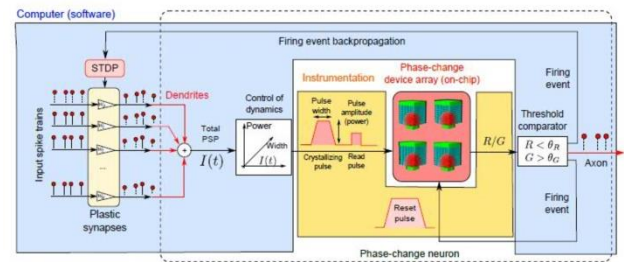 Computer (software)
Firing event backpropagation
STDP
Dendrites
Input spike trains
...
Plastic
synapses
Total
PSP
I(t)
Control of
dynamics
Power
Width
I(t)
Instrumentation
Pulse
width
Pulse
amplitude
(power)
Crystallizing
pulse
Read
pulse
Phase-change
device array (on-chip)
Reset
pulse
R/G
Threshold
comparator
R < θR
G > θG
Firing
event
Axon
Firing
event
Phase-change neuron